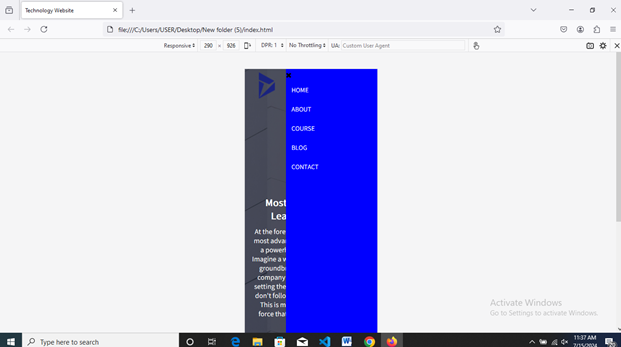 Technology Website
file:///C:/Users/USER/Desktop/New folder (5)/index.html
Responsive 290 × 926 DPR: 1 No Throttling UA: Custom User Agent
HOME
ABOUT
COURSE
BLOG
CONTACT
Most
Lea
At the fore
most adva
a powerf
Imagine a w
groundb
company
setting the
don't follo
This is m
force tha
Activate Windows
Go to Settings to activate Windows.
Type here to search
11:37 AM
7/15/2024